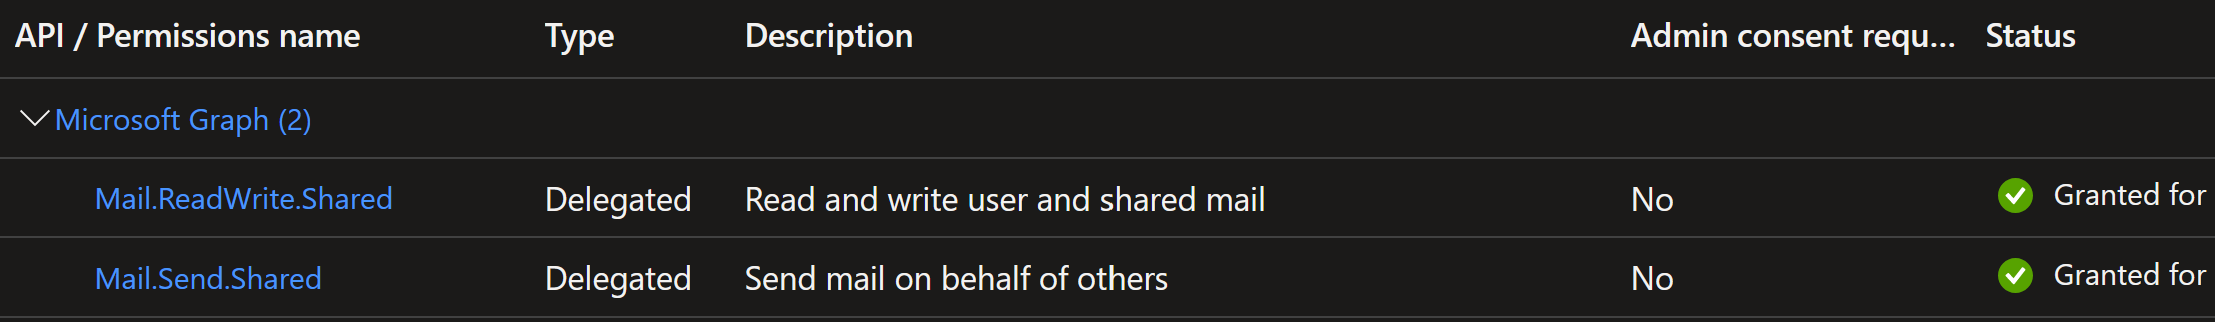 API / Permissions name Type Description Admin consent requ... Status
Microsoft Graph (2)
Mail.ReadWrite.Shared Delegated Read and write user and shared mail No Granted for
Mail.Send.Shared Delegated Send mail on behalf of others No Granted for